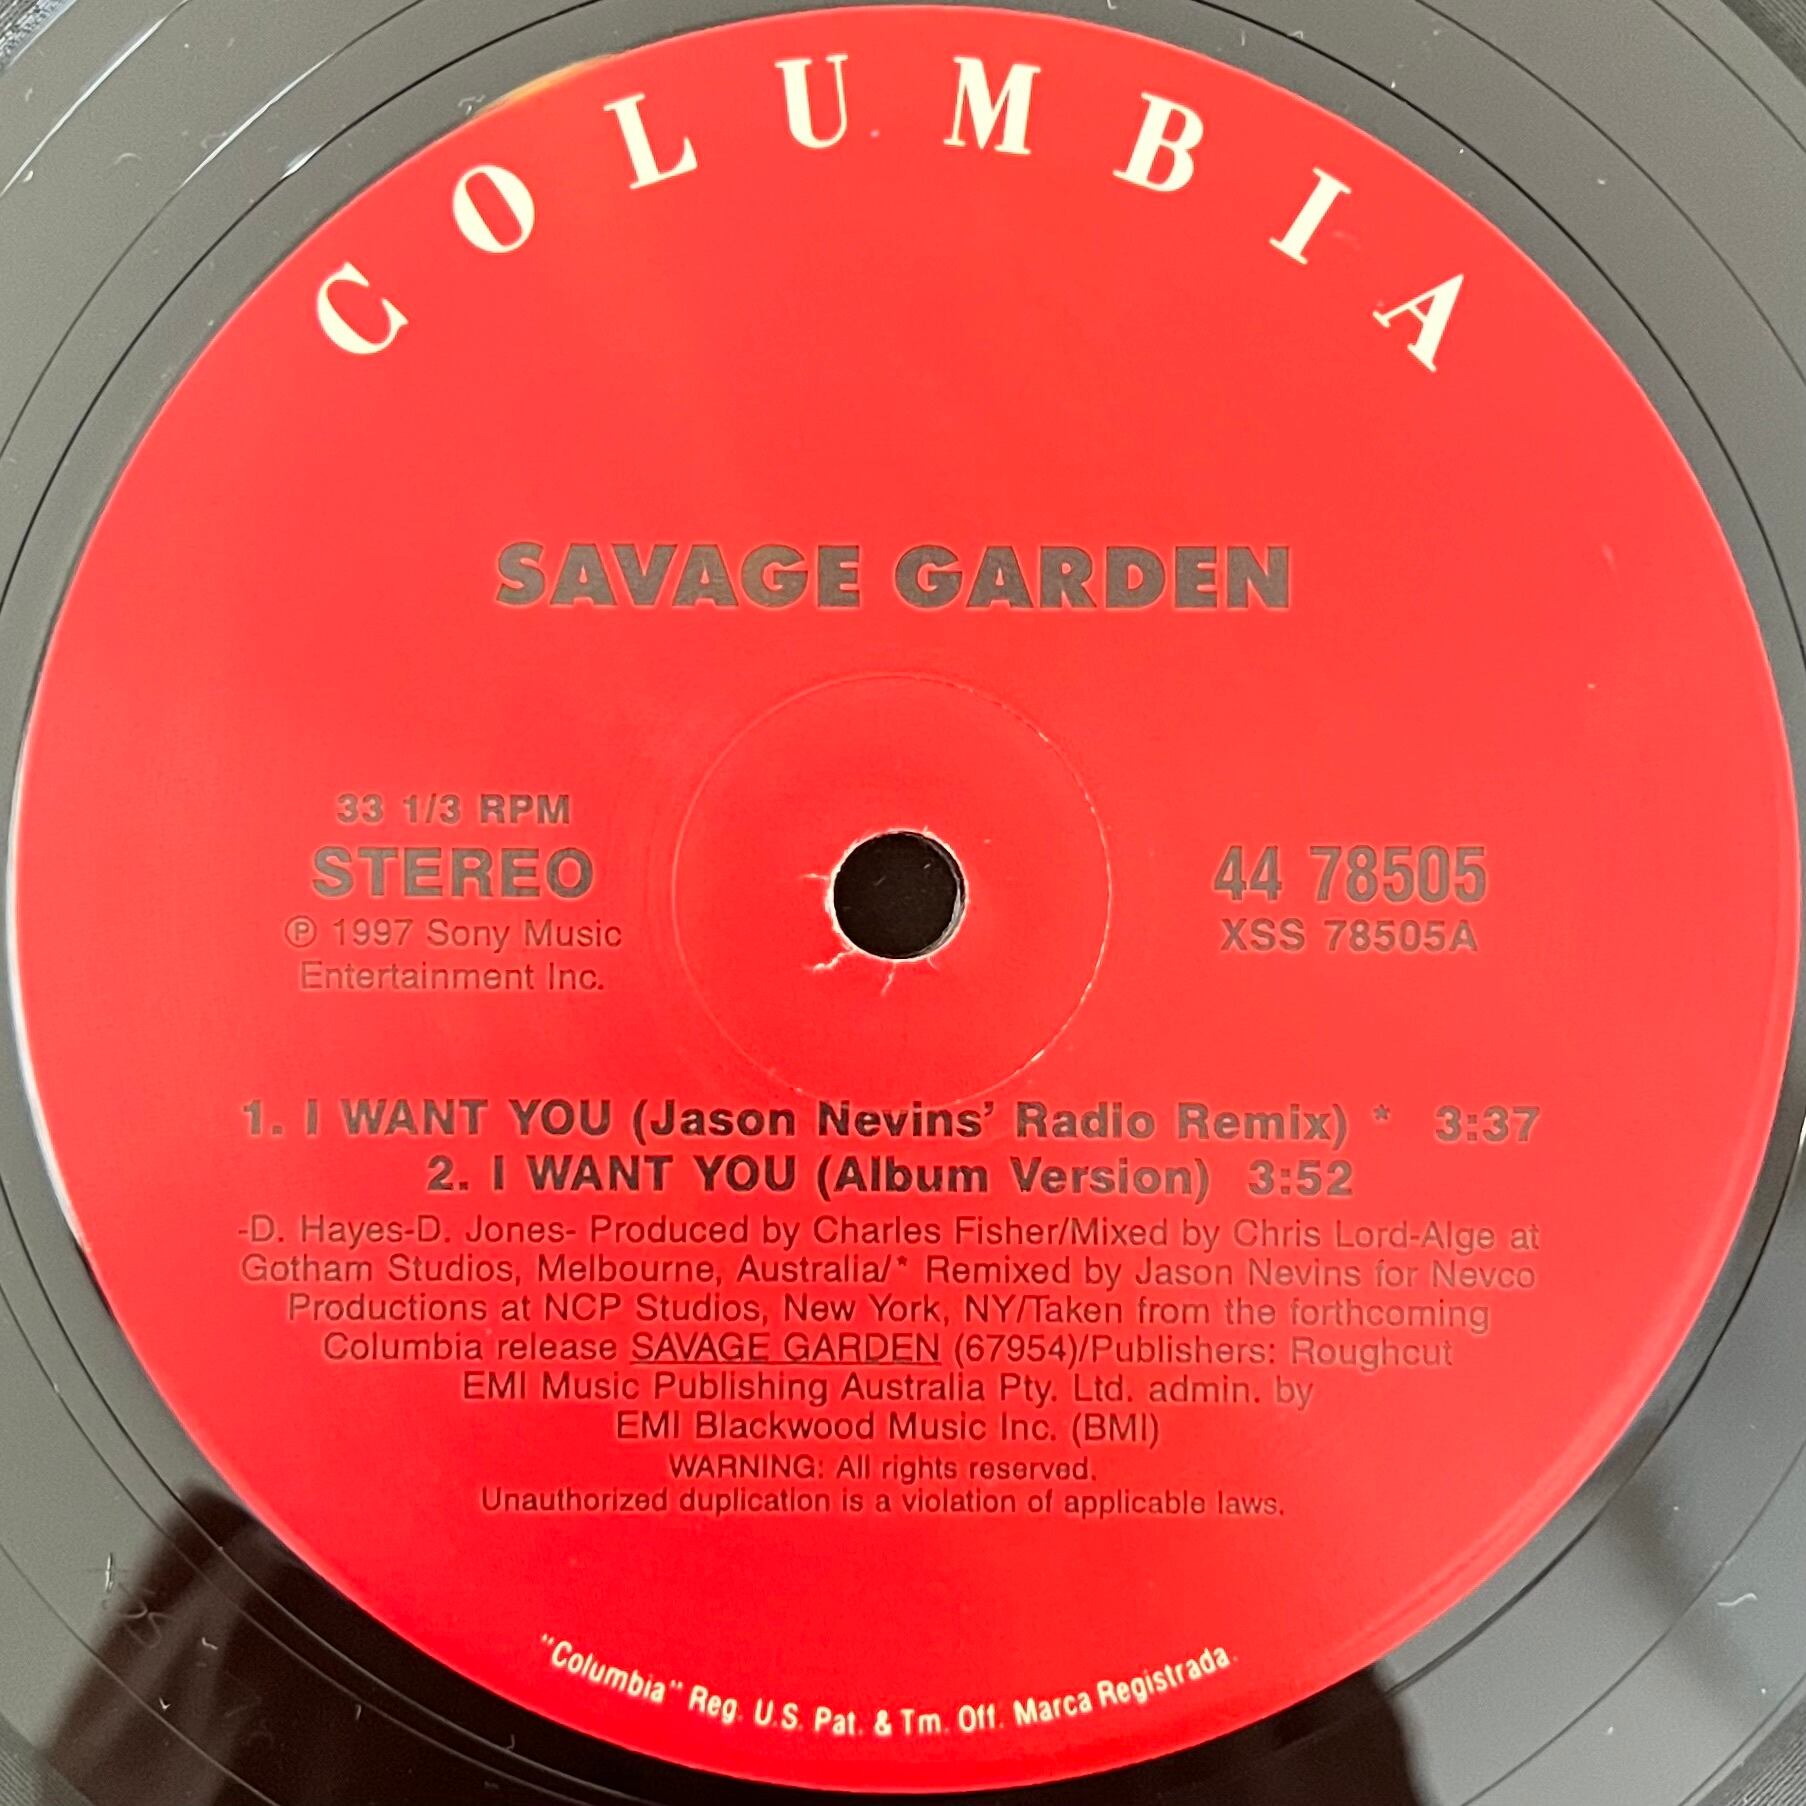 COLUMBIA
SAVAGE GARDEN
33 1/3 RPM
STEREO
℗ 1997 Sony Music
Entertainment Inc.
44 78505
XSS 78505A
1. I WANT YOU (Jason Nevins' Radio Remix) * 3:37
2. I WANT YOU (Album Version) 3:52
-D. Hayes-D. Jones- Produced by Charles Fisher/Mixed by Chris Lord-Alge at
Gotham Studios, Melbourne, Australia/* Remixed by Jason Nevins for Nevco
Productions at NCP Studios, New York, NY/Taken from the forthcoming
Columbia release SAVAGE GARDEN (67954)/Publishers: Roughcut
EMI Music Publishing Australia Pty. Ltd. admin. by
EMI Blackwood Music Inc. (BMI)
WARNING: All rights reserved.
Unauthorized duplication is a violation of applicable laws.
"Columbia" Reg. U.S. Pat. & Tm. Off. Marca Registrada.